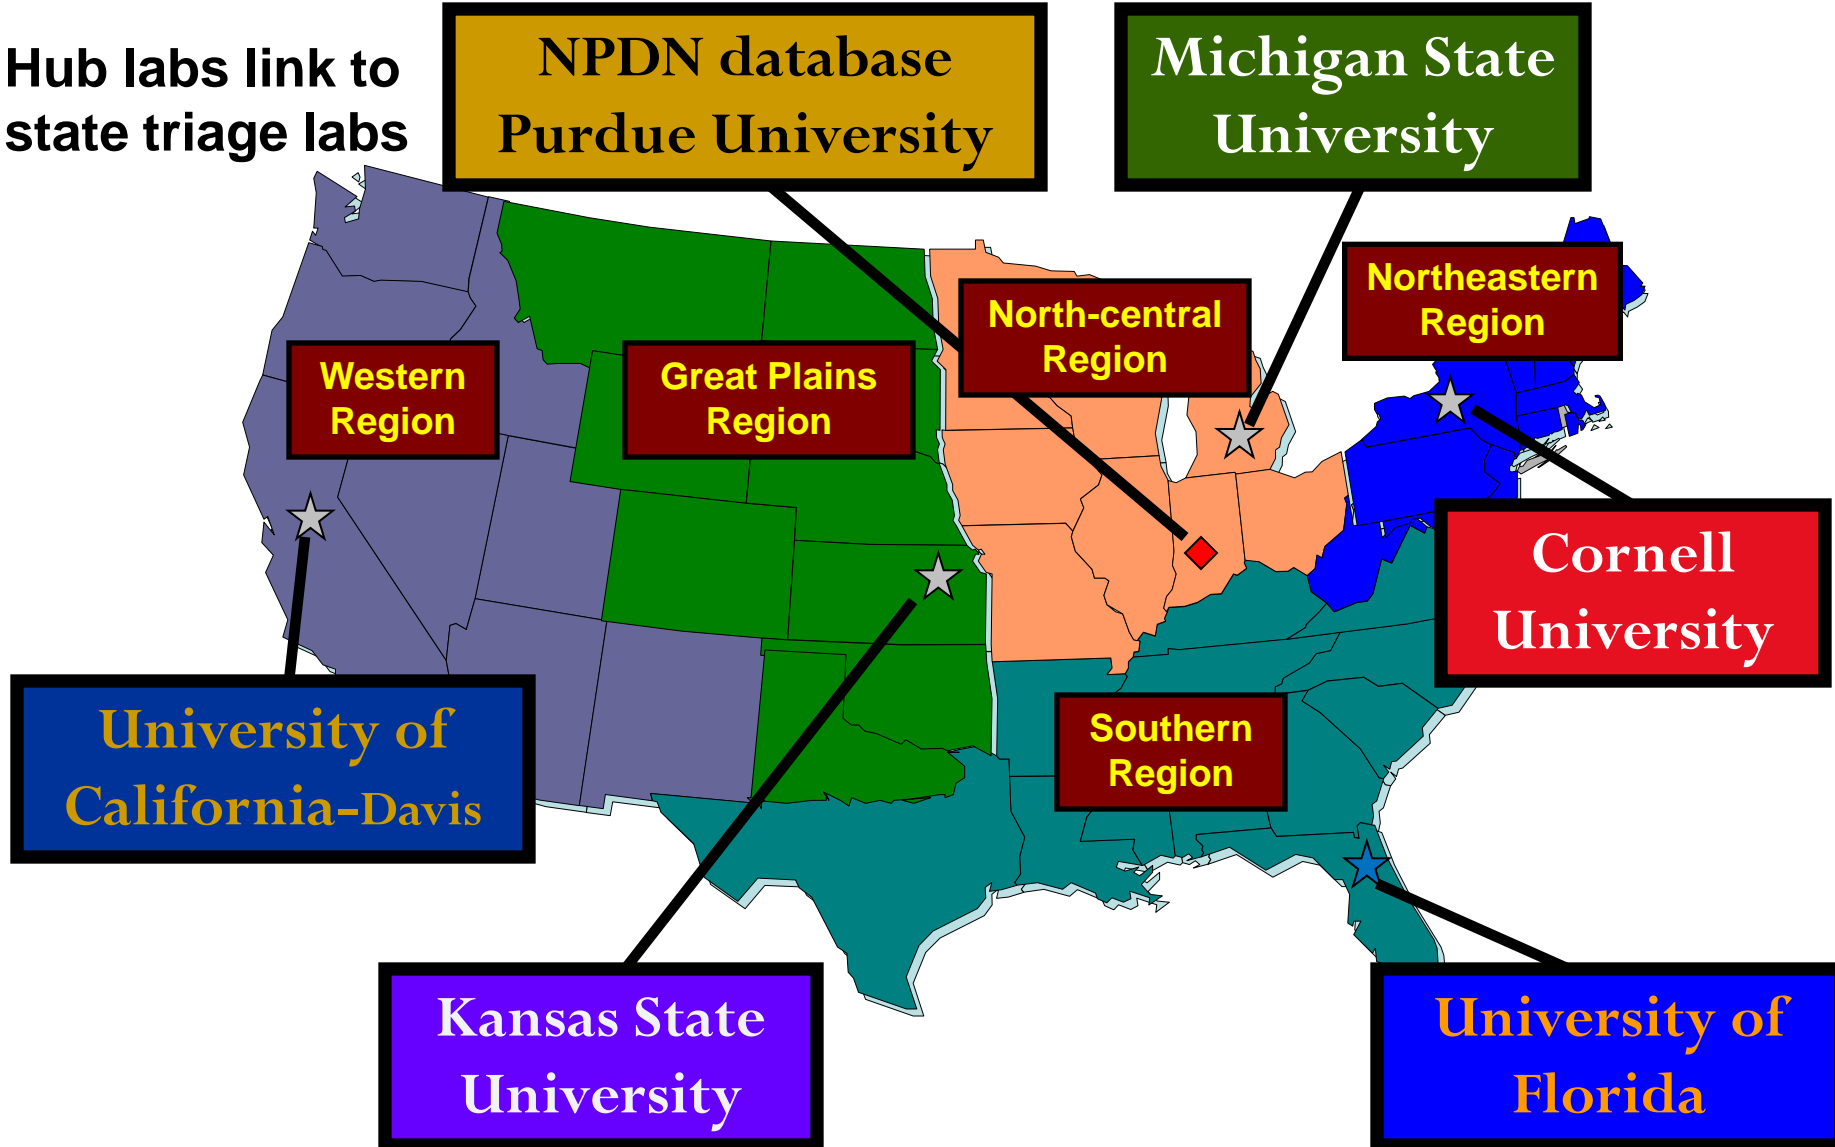 Hub labs link to
state triage labs
NPDN database
Purdue University
Michigan State
University
Northeastern
Region
North-central
Region
Western
Region
Great Plains
Region
Cornell
University
University of
California-Davis
Southern
Region
Kansas State
University
University of
Florida